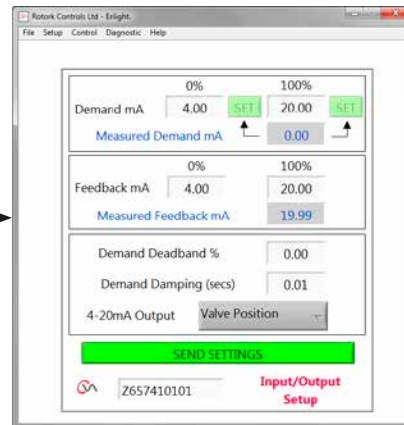 Rotork Controls Ltd - Enlight.
File Setup Control Diagnostic Help
0% 100%
Demand mA 4.00 SET 20.00 SET
Measured Demand mA 0.00
0% 100%
Feedback mA 4.00 20.00
Measured Feedback mA 19.99
Demand Deadband % 0.00
Demand Damping (secs) 0.01
4-20mA Output Valve Position
SEND SETTINGS
Z657410101 Input/Output
Setup